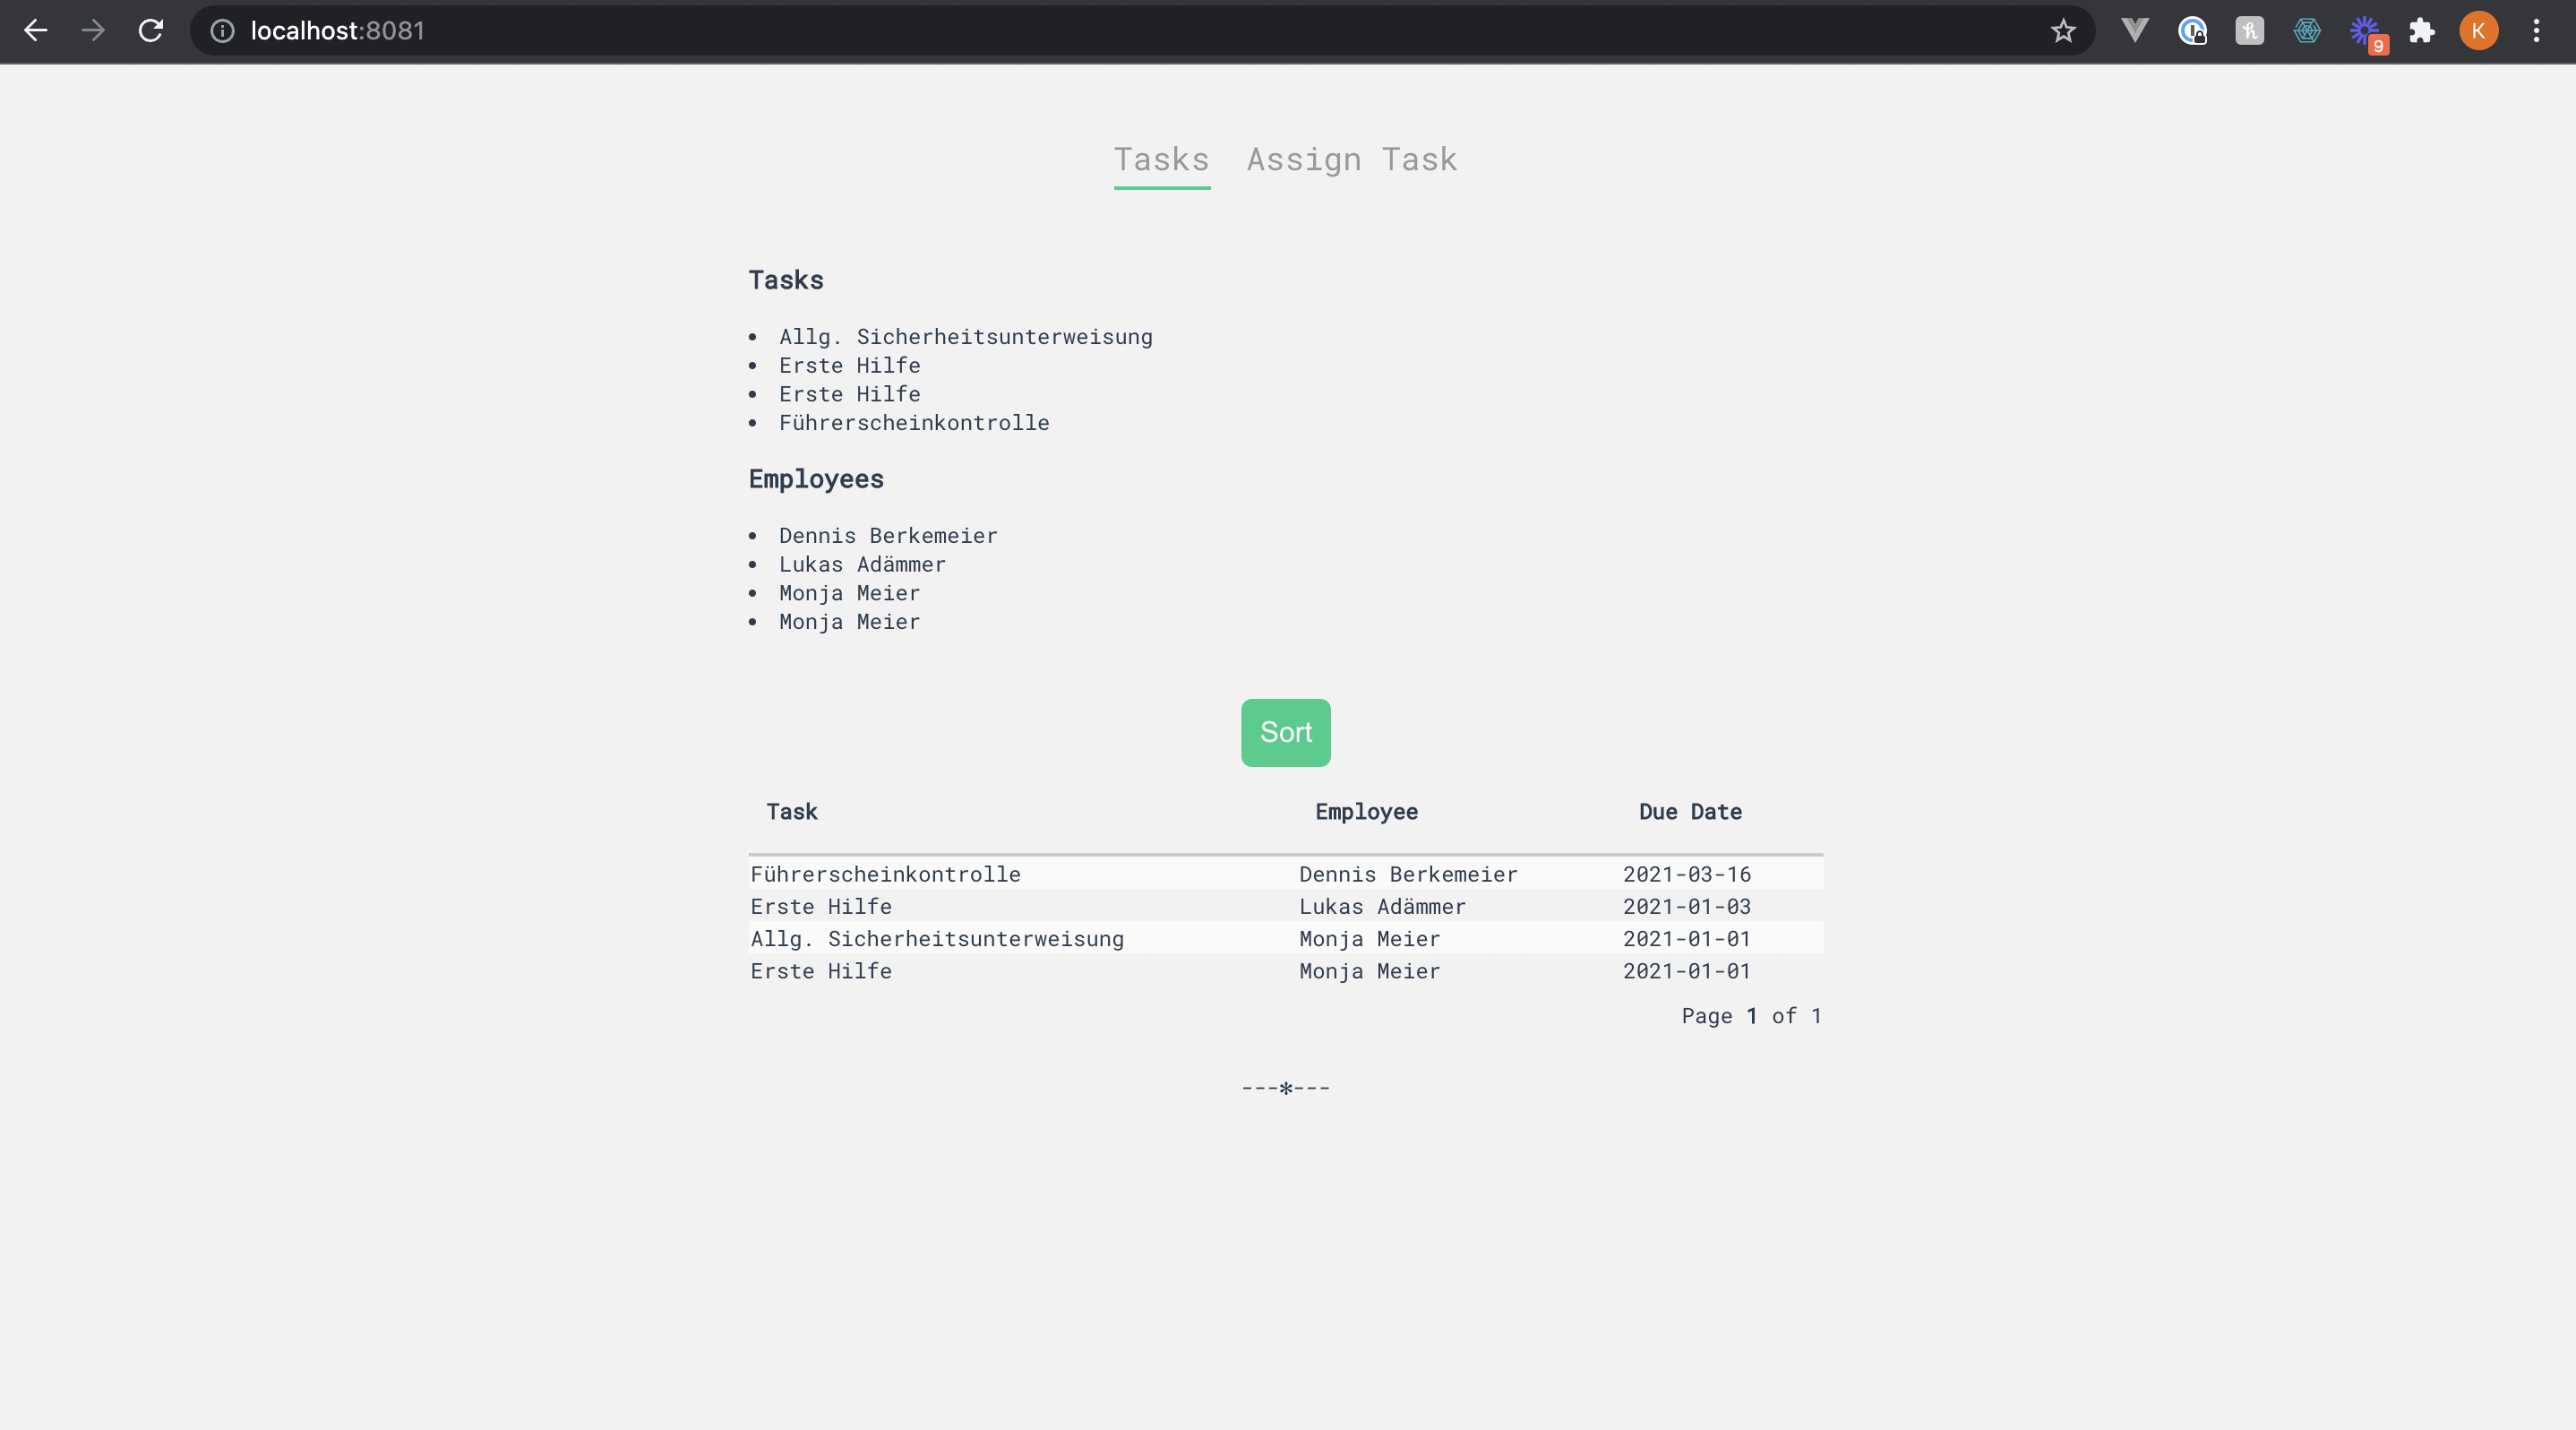 localhost:8081
9
K
Tasks Assign Task
Tasks
• Allg. Sicherheitsunterweisung
• Erste Hilfe
• Erste Hilfe
• Führerscheinkontrolle
Employees
• Dennis Berkemeier
• Lukas Adämmer
• Monja Meier
• Monja Meier
Sort
Task Employee Due Date
Führerscheinkontrolle Dennis Berkemeier 2021-03-16
Erste Hilfe Lukas Adämmer 2021-01-03
Allg. Sicherheitsunterweisung Monja Meier 2021-01-01
Erste Hilfe Monja Meier 2021-01-01
Page 1 of 1
---*---